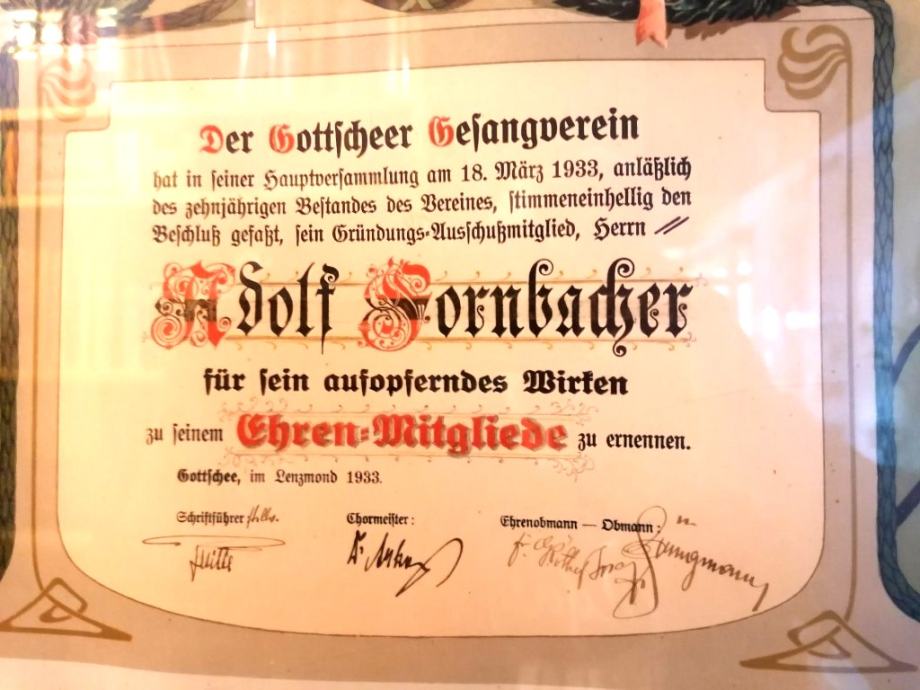 Der Gottscheer Gesangverein
hat in seiner Hauptversammlung am 18. März 1933, anläßlich
des zehnjährigen Bestandes des Vereines, stimmeneinhellig den
Beschluß gefaßt, sein Gründungs-Ausschußmitglied, Herrn
Adolf Fornbacher
für sein aufopferndes Wirken
zu seinem Ehren-Mitgliede zu ernennen.
Gottschee, im Lenzmond 1933.
Schriftführer Chormeister: Ehrenobmann — Obmann: